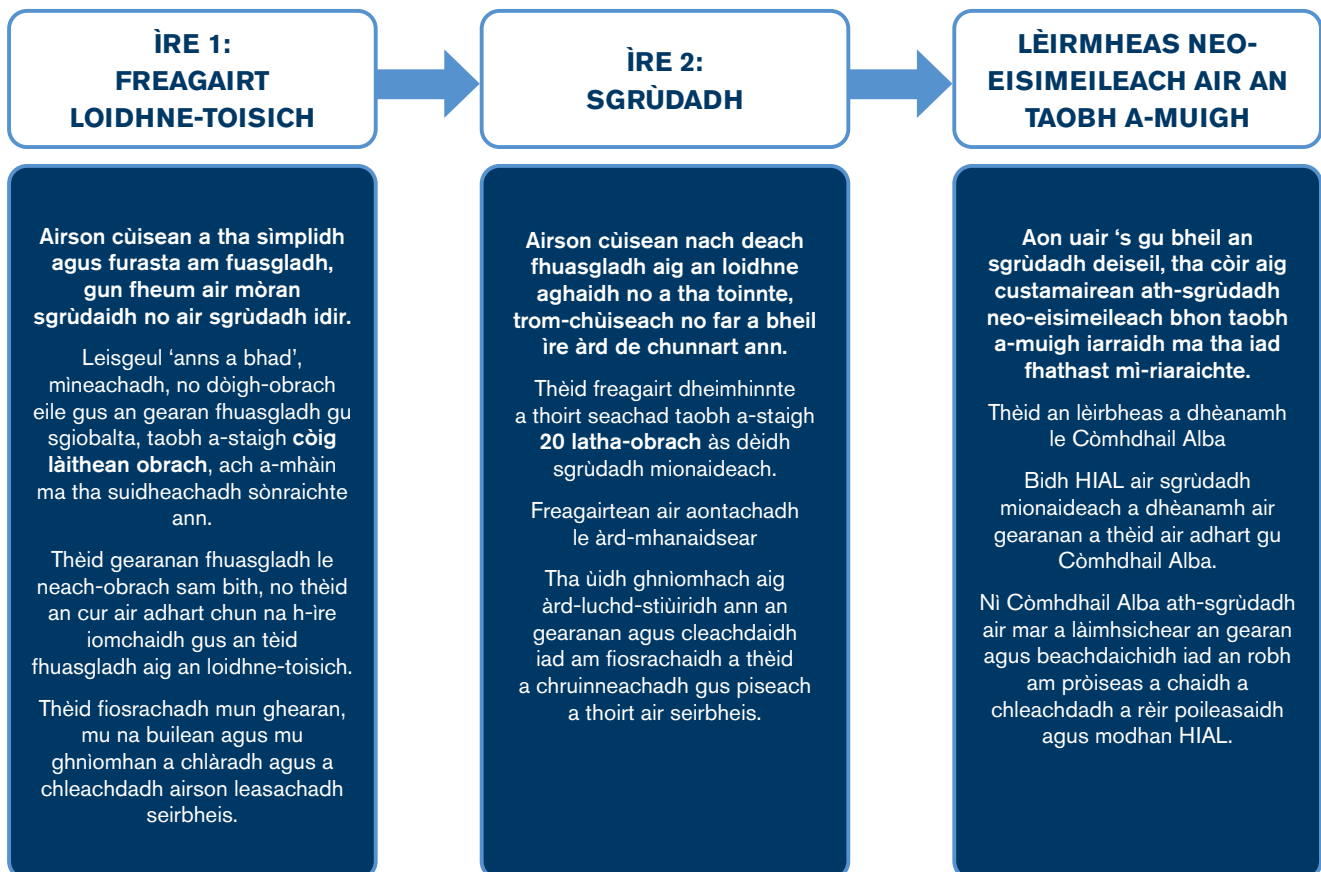 ÌRE 1:
FREAGAIRT
LOIDHNE-TOISICH
Airson cùisean a tha sìmplidh
agus furasta am fuasgladh,
gun fheum air mòran
sgrùdaidh no air sgrùdadh idir.
Leisgeul ‘anns a bhad’,
mìneachadh, no dòigh-obrach
eile gus an gearan fhuasgladh gu
sgiobalta, taobh a-staigh còig
làithean obrach, ach a-mhàin
ma tha suidheachadh sònraichte
ann.
Thèid gearanan fhuasgladh le
neach-obrach sam bith, no thèid
an cur air adhart chun na h-ìre
iomchaidh gus an tèid
fhuasgladh aig an loidhne-toisich.
Thèid fiosrachadh mun ghearan,
mu na builean agus mu
ghnìomhan a chlàradh agus a
chleachdadh airson leasachadh
seirbheis.
ÌRE 2:
SGRÙDADH
Airson cùisean nach deach
fhuasgladh aig an loidhne
aghaidh no a tha toinnte,
trom-chùiseach no far a bheil
ìre àrd de chunnart ann.
Thèid freagairt dheimhinnte
a thoirt seachad taobh a-staigh
20 latha-obrach às dèidh
sgrùdadh mionaideach.
Freagairtean air aontachadh
le àrd-mhanaidsear
Tha ùidh ghnìomhach aig
àrd-luchd-stiùiridh ann an
gearanan agus cleachdaidh
iad am fiosrachaidh a thèid
a chruinneachadh gus piseach
a thoirt air seirbheis.
LÈIRMHEAS NEO-
EISIMEILEACH AIR AN
TAOBH A-MUIGH
Aon uair ‘s gu bheil an
sgrùdadh deiseil, tha còir aig
custamairean ath-sgrùdadh
neo-eisimeileach bhon taobh
a-muigh iarraidh ma tha iad
fhathast mì-riaraichte.
Thèid an lèirbheas a dhèanamh
le Còmhdhail Alba
Bidh HIAL air sgrùdadh
mionaideach a dhèanamh air
gearanan a thèid air adhart gu
Còmhdhail Alba.
Nì Còmhdhail Alba ath-sgrùdadh
air mar a làimhsichear an gearan
agus beachdaichidh iad an robh
am pròiseas a chaidh a
chleachdadh a rèir poileasaidh
agus modhan HIAL.